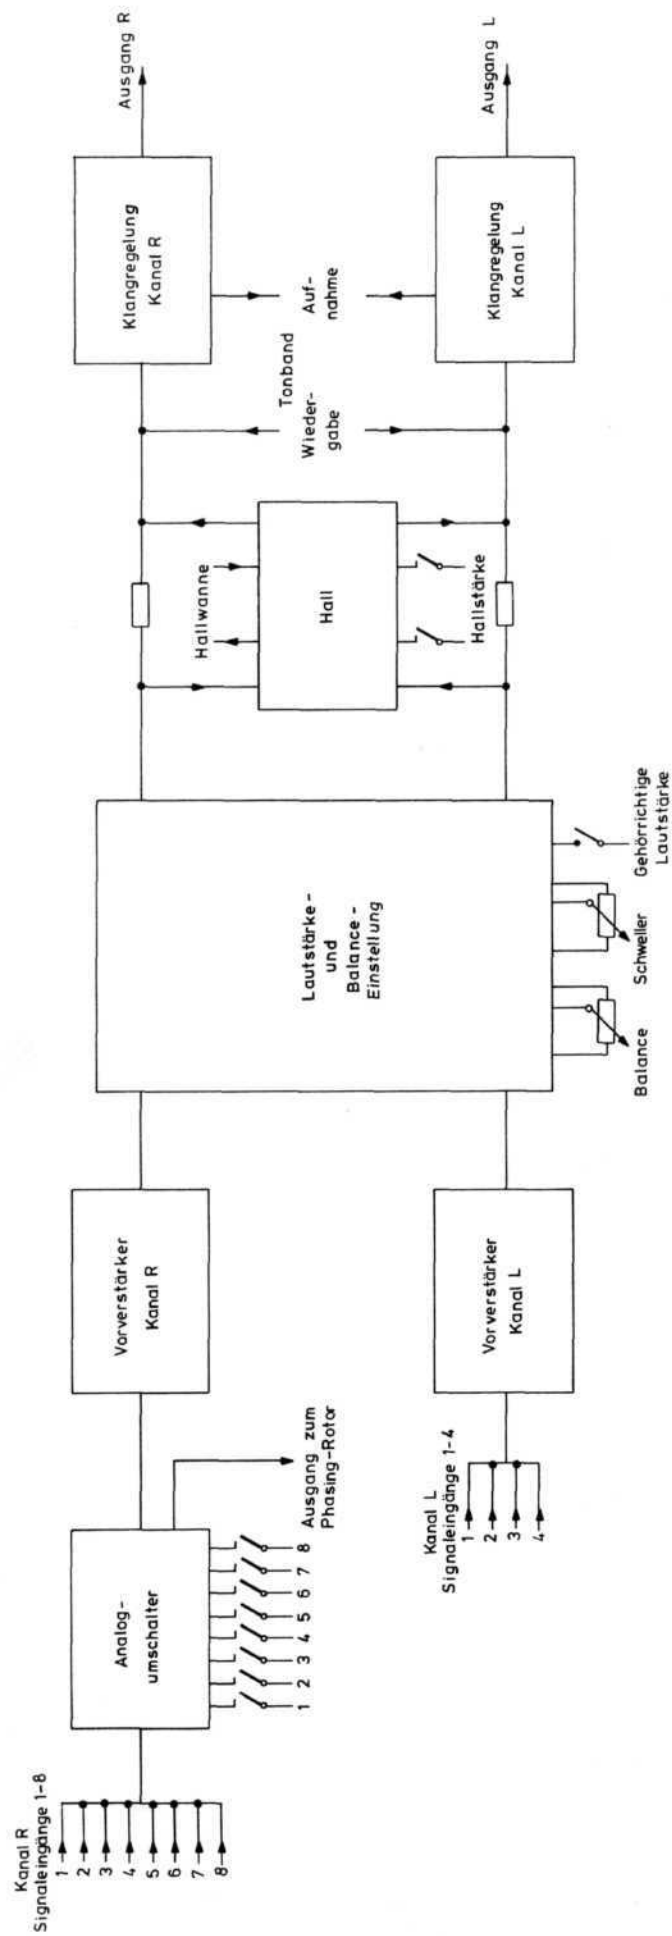 Kanal R
Signaleingänge 1-8
1
2
3
4
5
6
7
8
Analog-
umschalter
1
2
3
4
5
6
7
8
Ausgang zum
Phasing-Rotor
Vorverstärker
Kanal R
Kanal L
Signaleingänge 1-4
1
2
3
4
Vorverstärker
Kanal L
Lautstärke-
und
Balance-
Einstellung
Balance
Schweller
Gehörrichtige
Lautstärke
Hallwanne
Hall
Hallstärke
Tonband
Wieder-
gabe
Auf-
nahme
Klangregelung
Kanal R
Ausgang R
Klangregelung
Kanal L
Ausgang L